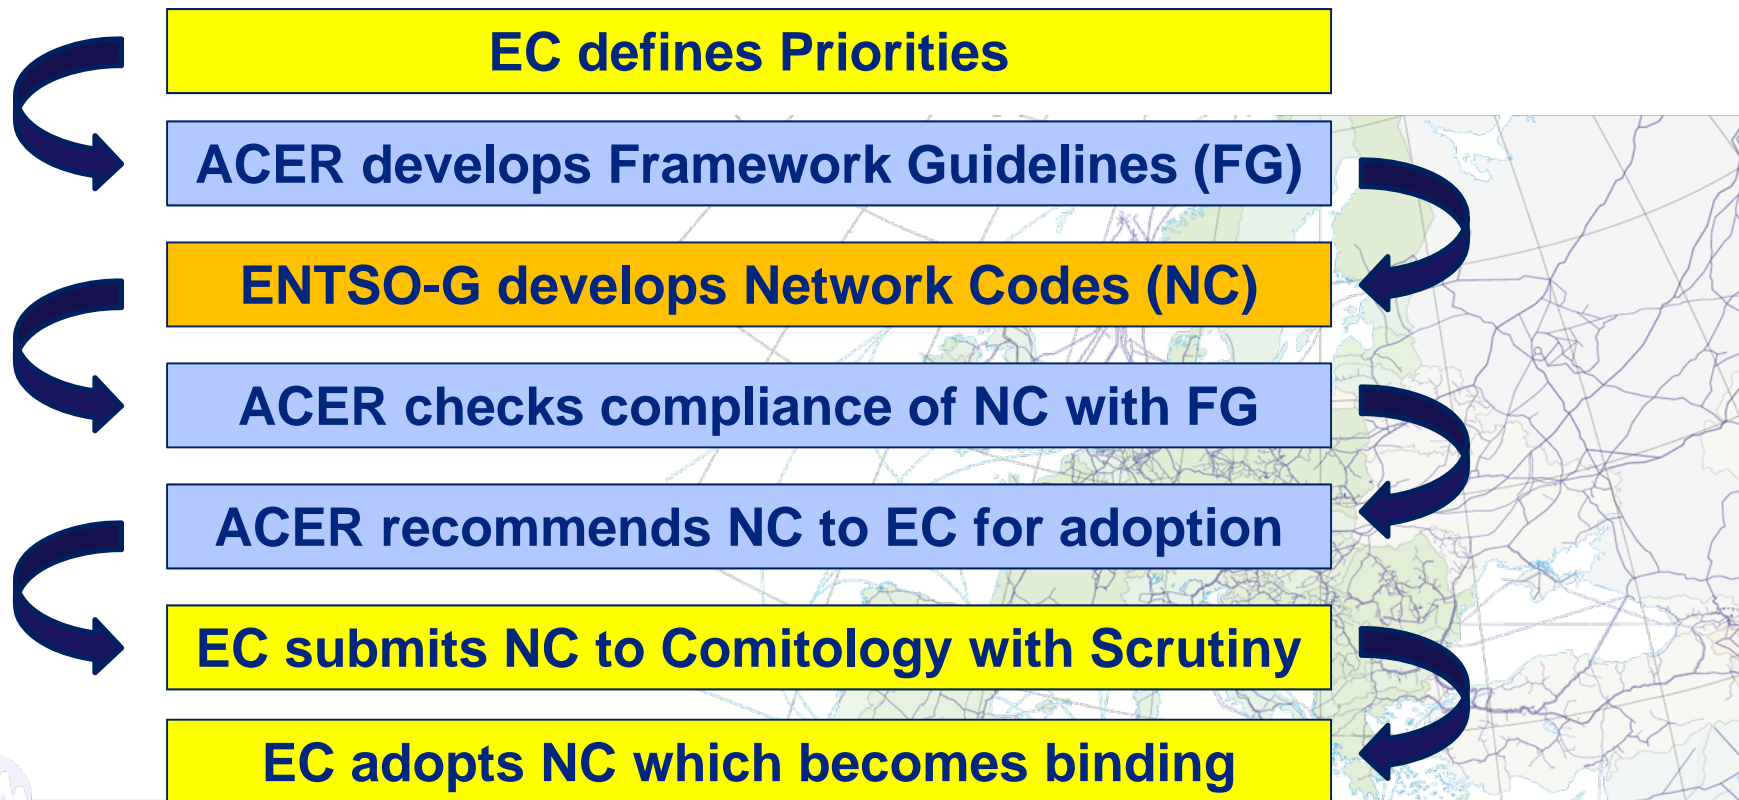 EC defines Priorities
ACER develops Framework Guidelines (FG)
ENTSO-G develops Network Codes (NC)
ACER checks compliance of NC with FG
ACER recommends NC to EC for adoption
EC submits NC to Comitology with Scrutiny
EC adopts NC which becomes binding